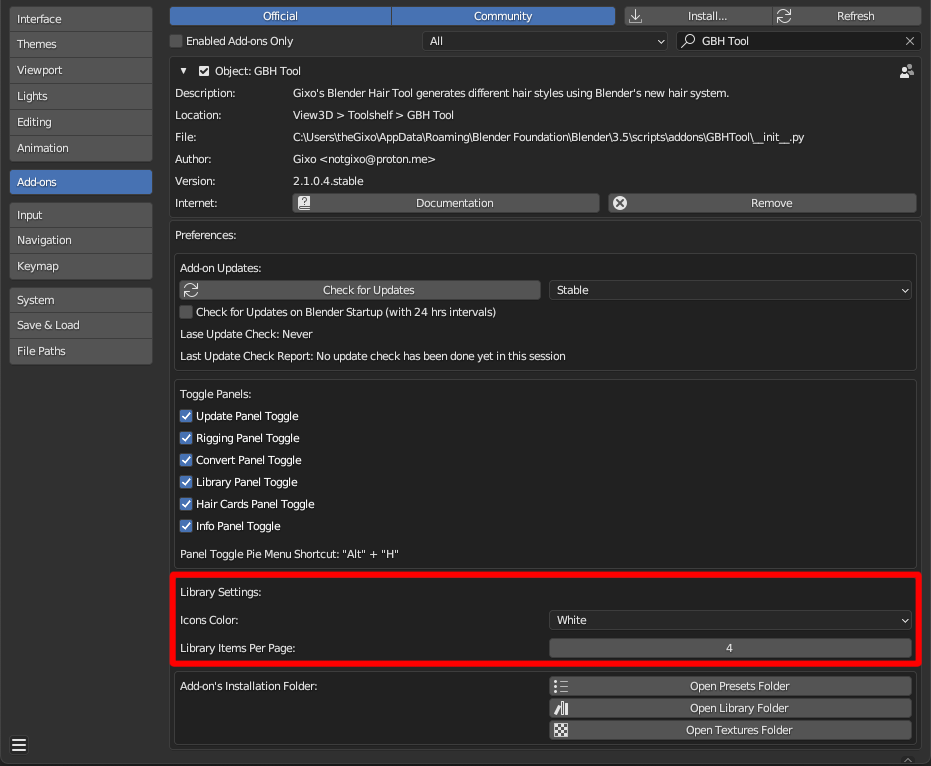 Interface
Themes
Viewport
Lights
Editing
Animation
Add-ons
Input
Navigation
Keymap
System
Save & Load
File Paths
Official Community Install... Refresh
Enabled Add-ons Only All GBH Tool
Object: GBH Tool
Description: Gixo's Blender Hair Tool generates different hair styles using Blender's new hair system.
Location: View3D > Toolshelf > GBH Tool
File: C:\Users\theGixo\AppData\Roaming\Blender Foundation\Blender\3.5\scripts\addons\GBHTool\__init__.py
Author: Gixo <notgixo@proton.me>
Version: 2.1.0.4.stable
Internet: Documentation Remove
Preferences:
Add-on Updates:
Check for Updates Stable
Check for Updates on Blender Startup (with 24 hrs intervals)
Lase Update Check: Never
Last Update Check Report: No update check has been done yet in this session
Toggle Panels:
Update Panel Toggle
Rigging Panel Toggle
Convert Panel Toggle
Library Panel Toggle
Hair Cards Panel Toggle
Info Panel Toggle
Panel Toggle Pie Menu Shortcut: "Alt" + "H"
Library Settings:
Icons Color: White
Library Items Per Page: 4
Add-on's Installation Folder: Open Presets Folder
Open Library Folder
Open Textures Folder